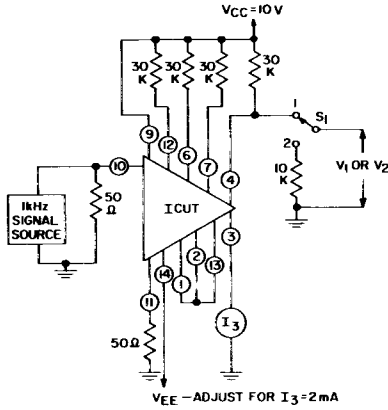 VCC=10V
30 K
30 K
30 K
30 K
1
S1
2
10 K
V1 OR V2
9
12
6
7
4
10
50 Ω
1kHz SIGNAL SOURCE
ICUT
3
13
2
1
14
11
50Ω
I3
VEE – ADJUST FOR I3=2mA